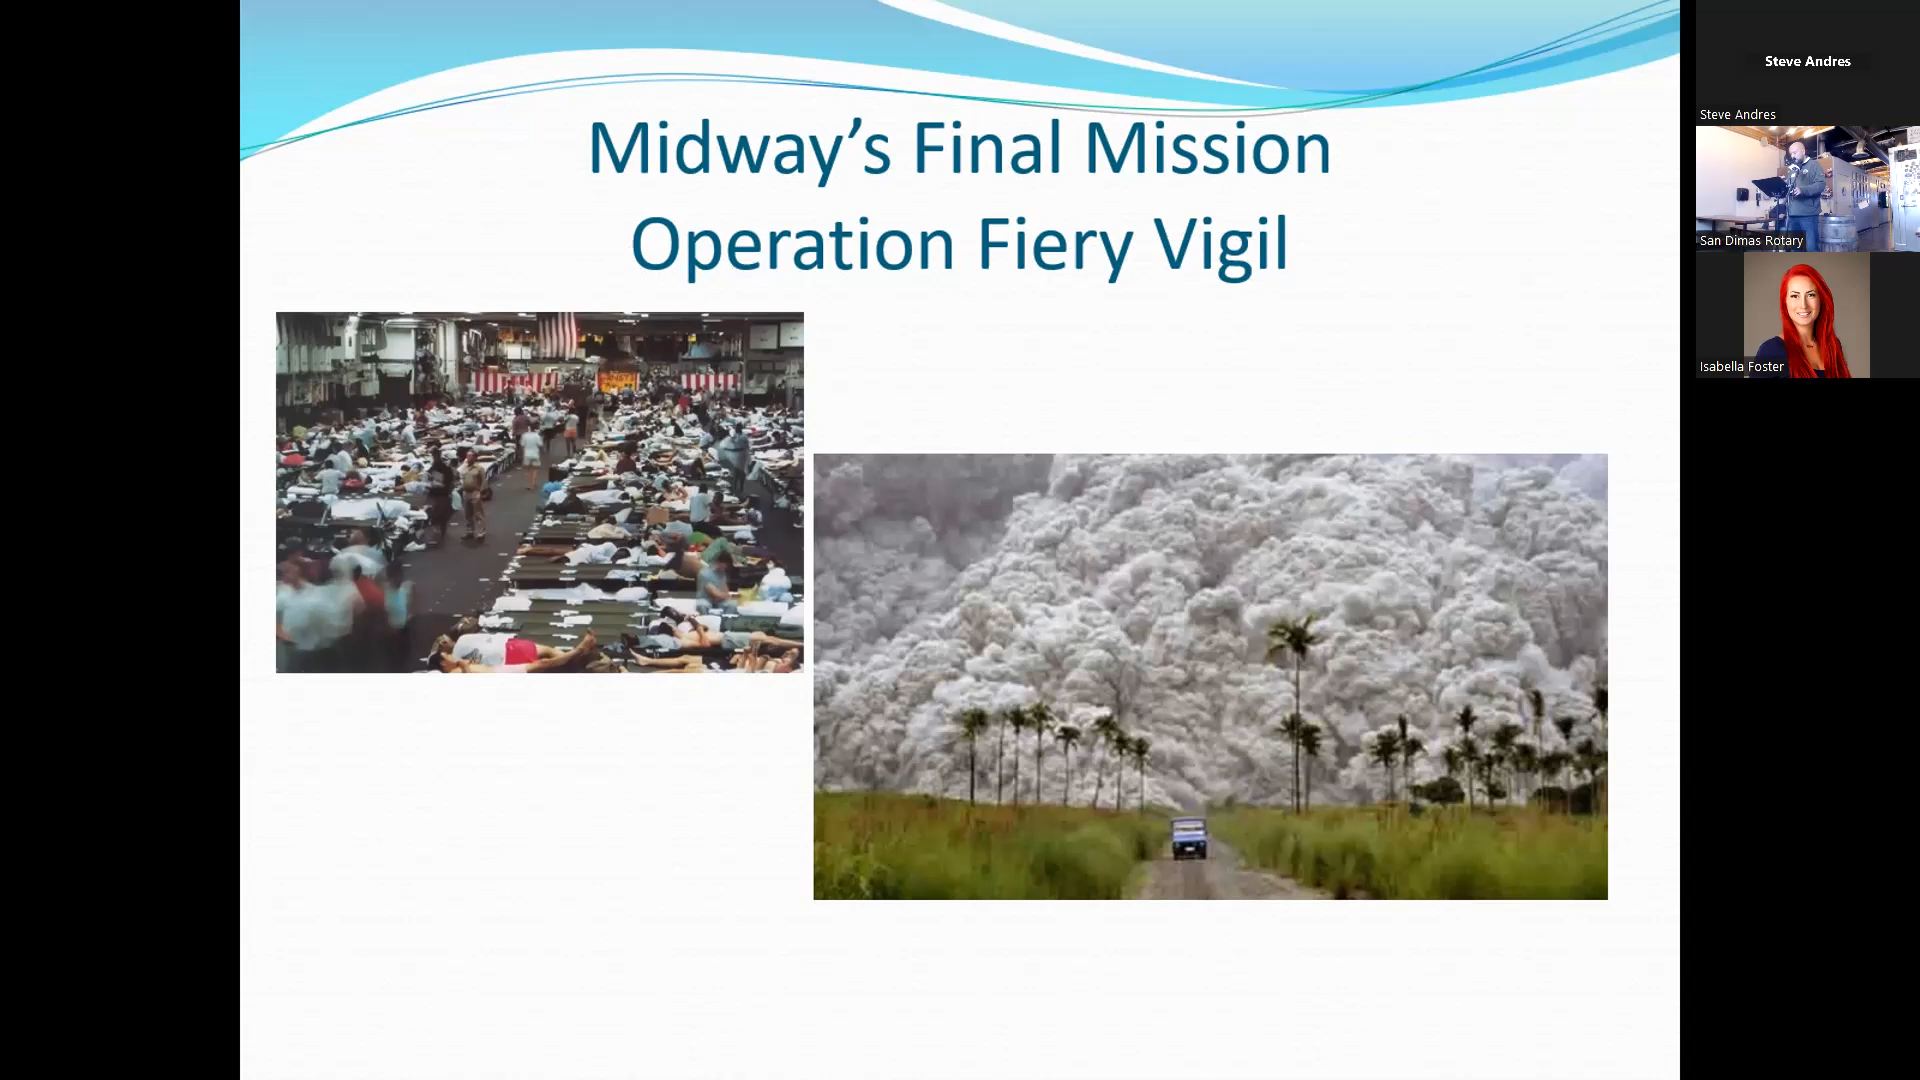 Midway’s Final Mission
Operation Fiery Vigil
Steve Andres
Steve Andres
San Dimas Rotary
Isabella Foster